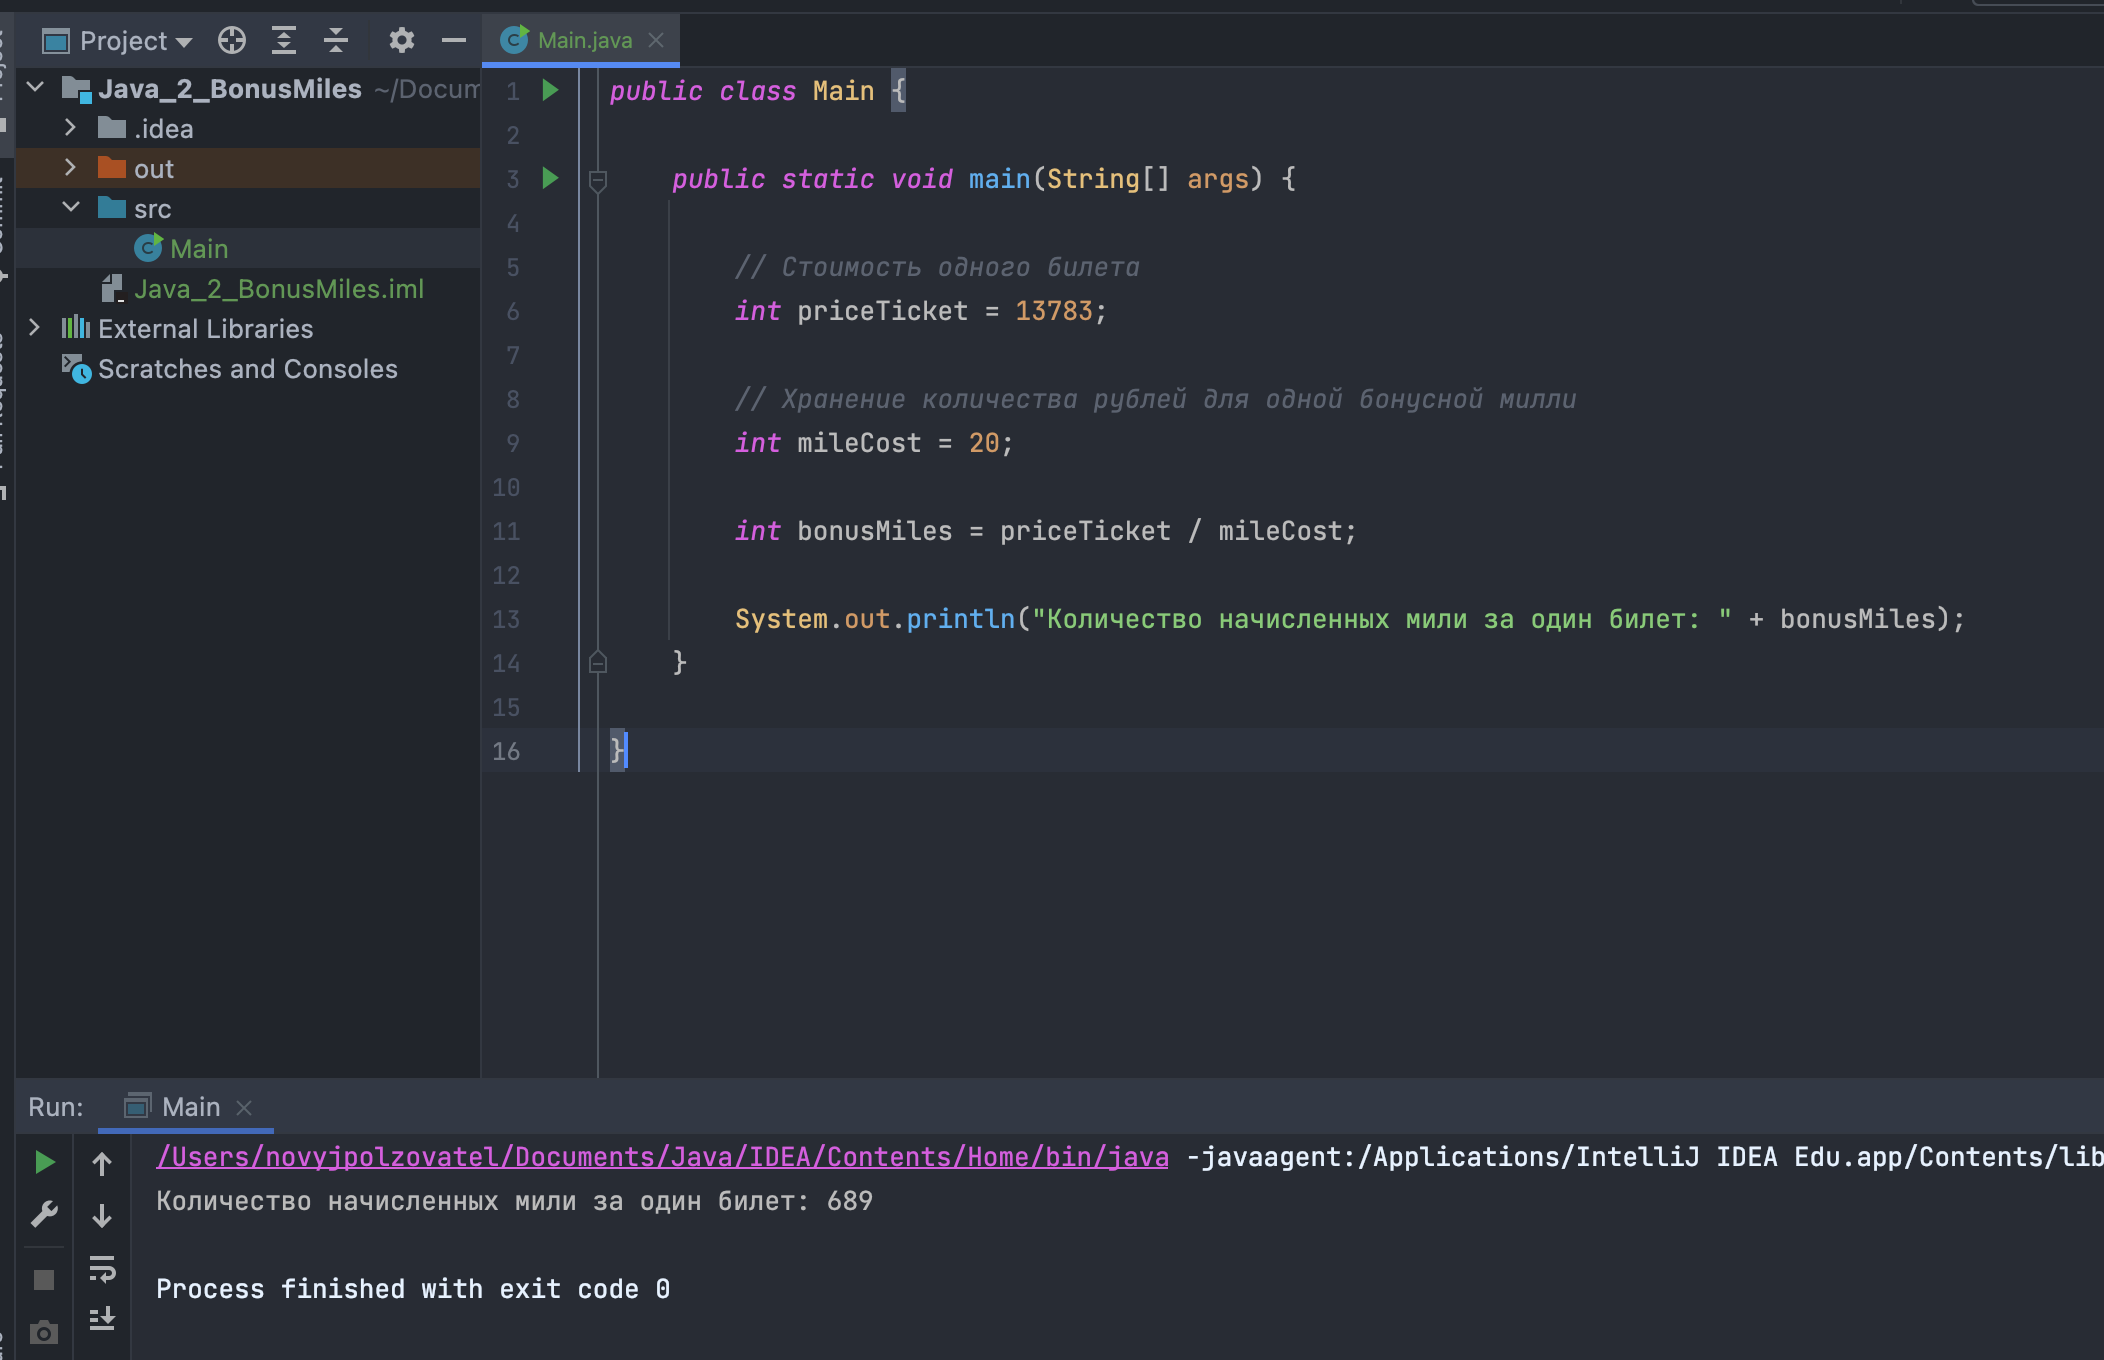 Project
Main.java
Java_2_BonusMiles ~/Docum
.idea
out
src
Main
Java_2_BonusMiles.iml
External Libraries
Scratches and Consoles
1 public class Main {
2
3 public static void main(String[] args) {
4
5 // Стоимость одного билета
6 int priceTicket = 13783;
7
8 // Хранение количества рублей для одной бонусной милли
9 int mileCost = 20;
10
11 int bonusMiles = priceTicket / mileCost;
12
13 System.out.println("Количество начисленных мили за один билет: " + bonusMiles);
14 }
15
16 }
Run: Main
/Users/novyjpolzovatel/Documents/Java/IDEA/Contents/Home/bin/java -javaagent:/Applications/IntelliJ IDEA Edu.app/Contents/lib
Количество начисленных мили за один билет: 689
Process finished with exit code 0